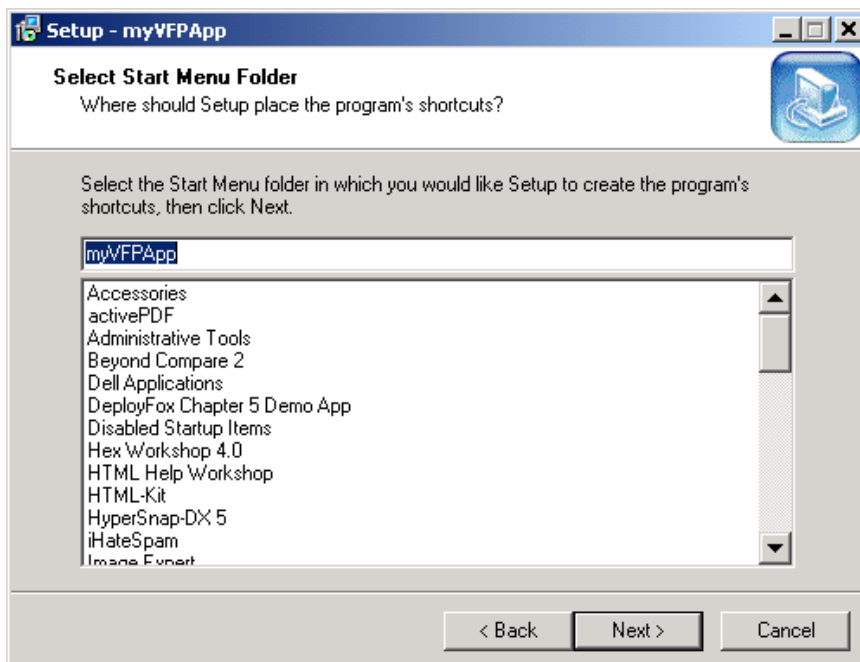 Setup - myVFPApp
Select Start Menu Folder
Where should Setup place the program's shortcuts?
Select the Start Menu folder in which you would like Setup to create the program's
shortcuts, then click Next.
myVFPApp
Accessories
activePDF
Administrative Tools
Beyond Compare 2
Dell Applications
DeployFox Chapter 5 Demo App
Disabled Startup Items
Hex Workshop 4.0
HTML Help Workshop
HTML-Kit
HyperSnap-DX 5
iHateSpam
Image Expert
< Back Next > Cancel